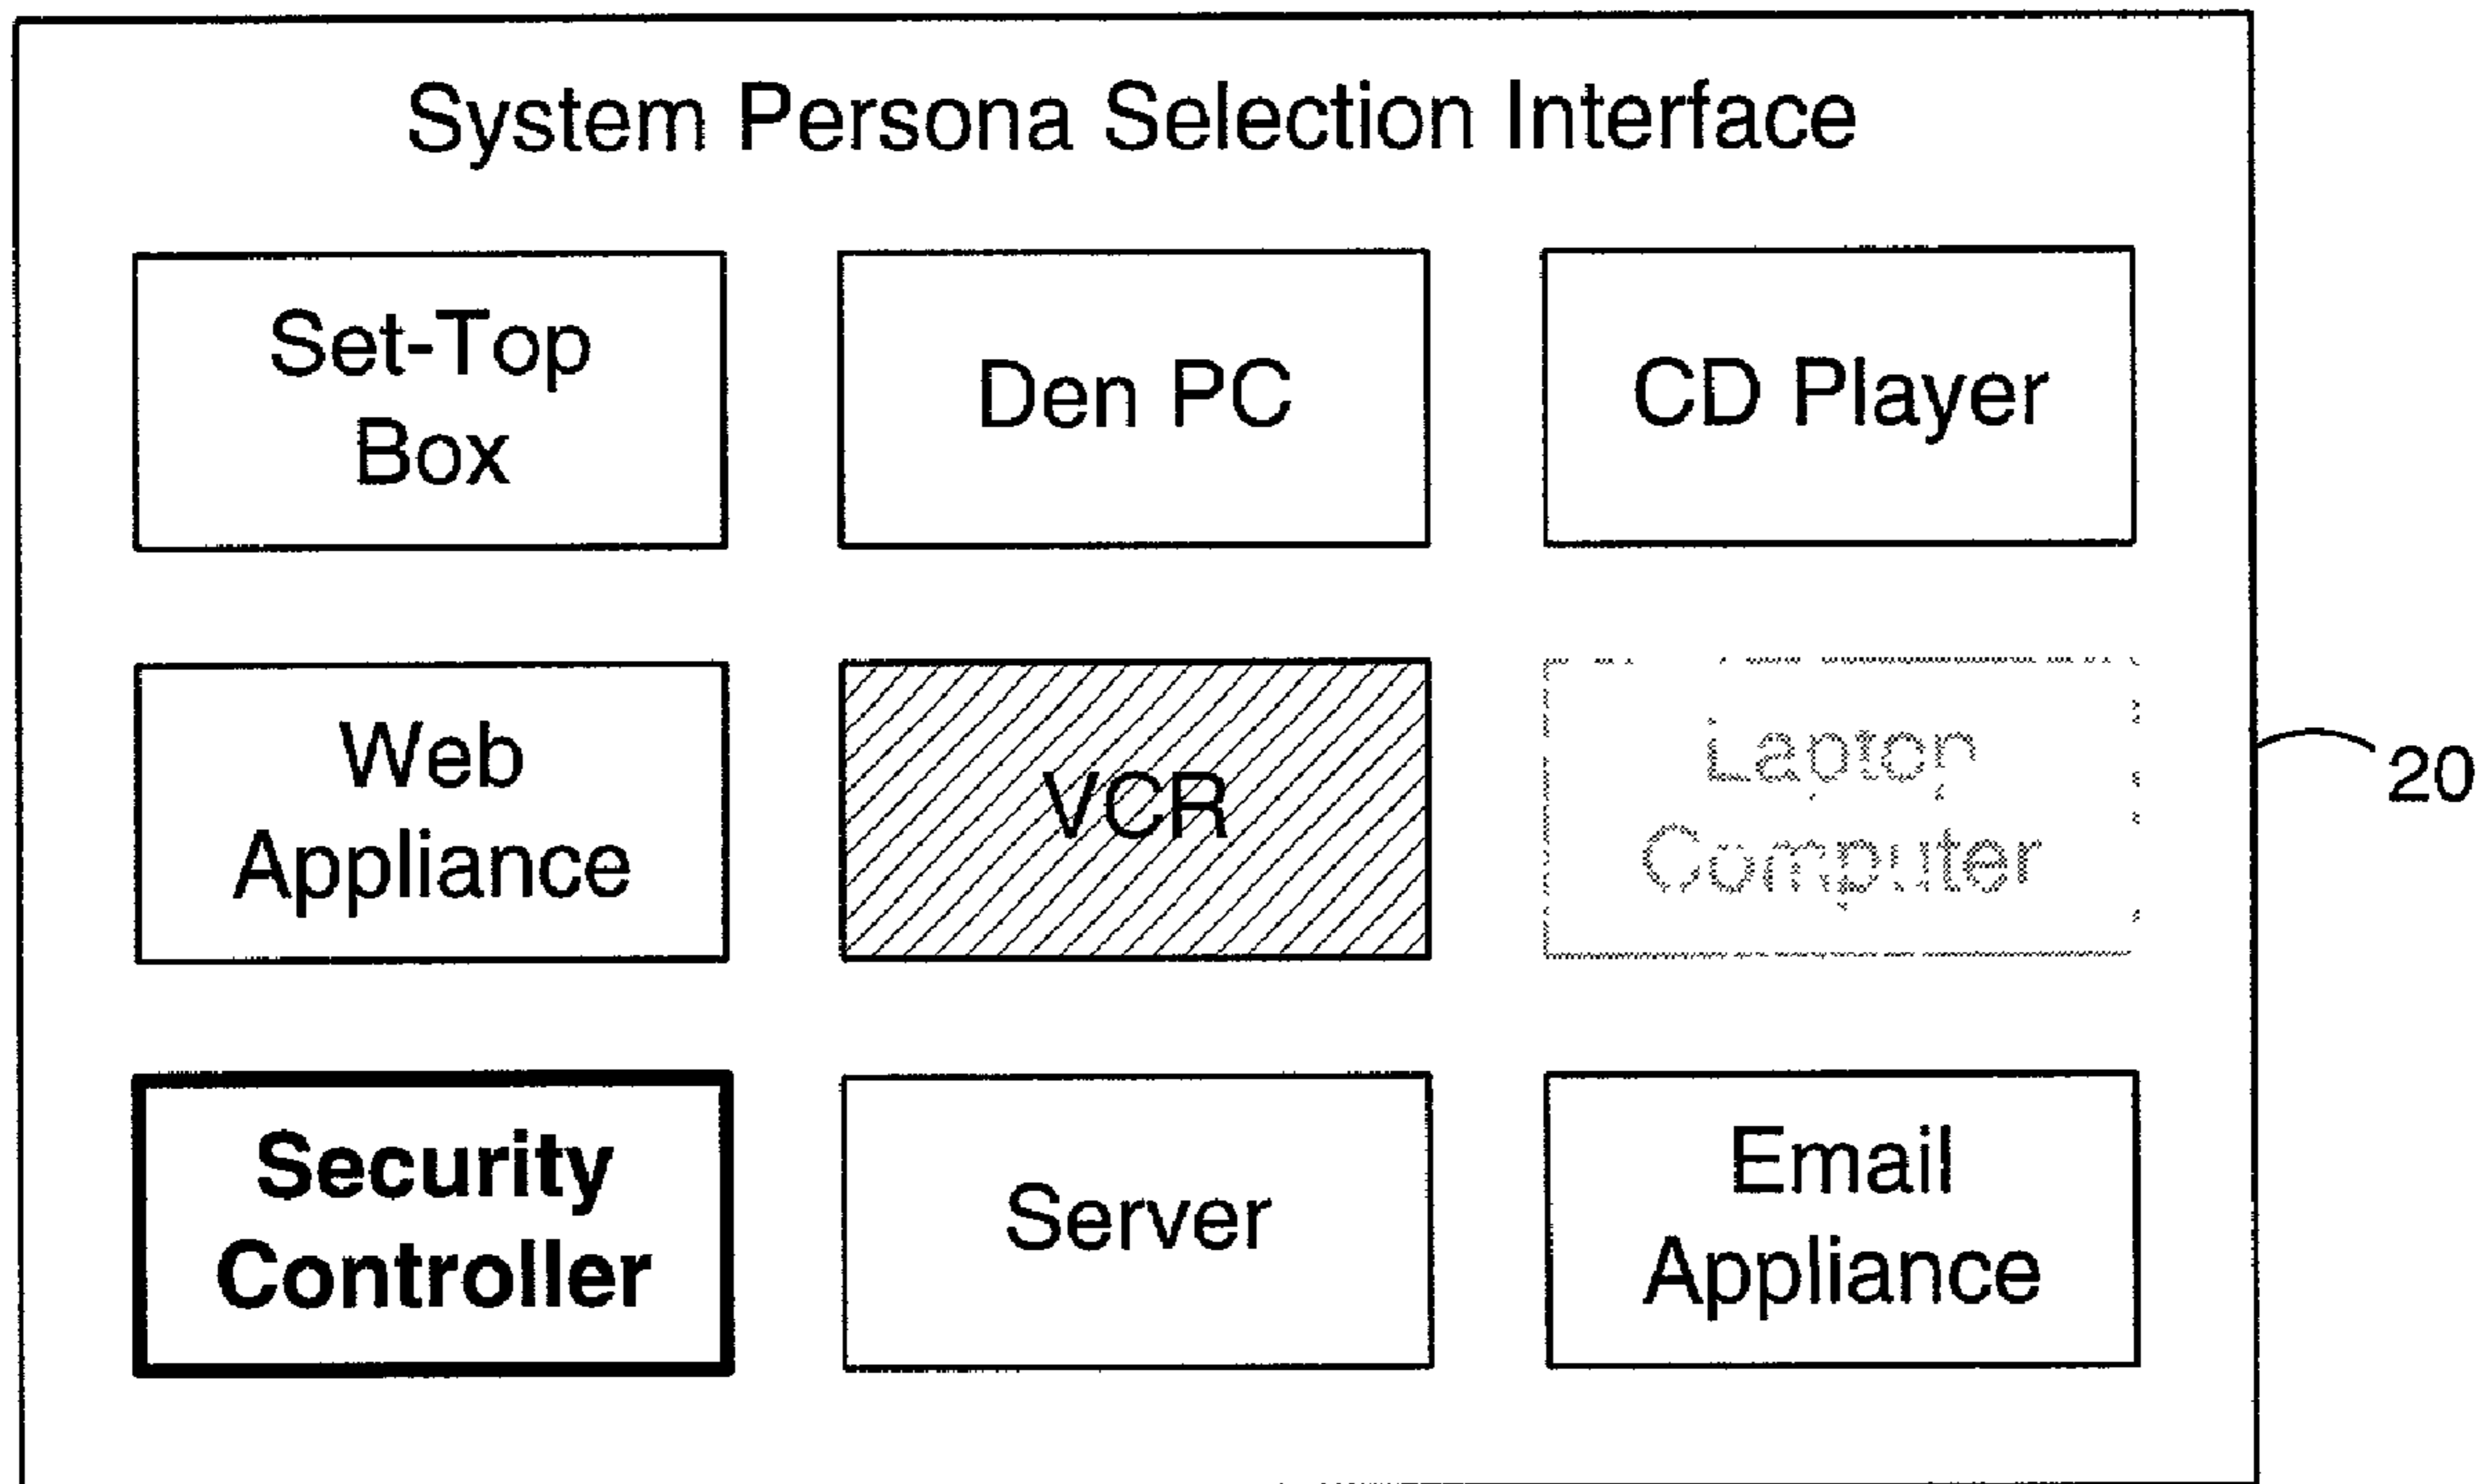 System Persona Selection Interface
Set-Top
Box
Den PC
CD Player
Web
Appliance
VCR
Laptop
Computer
20
Security
Controller
Server
Email
Appliance